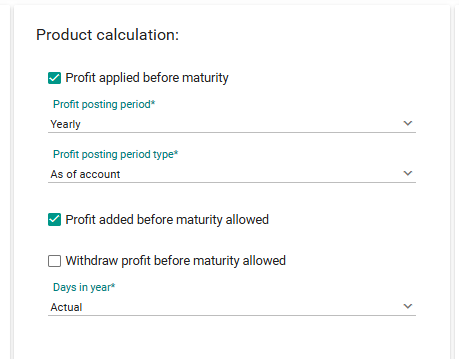 Product calculation:
Profit applied before maturity
Profit posting period*
Yearly
Profit posting period type*
As of account
Profit added before maturity allowed
Withdraw profit before maturity allowed
Days in year*
Actual